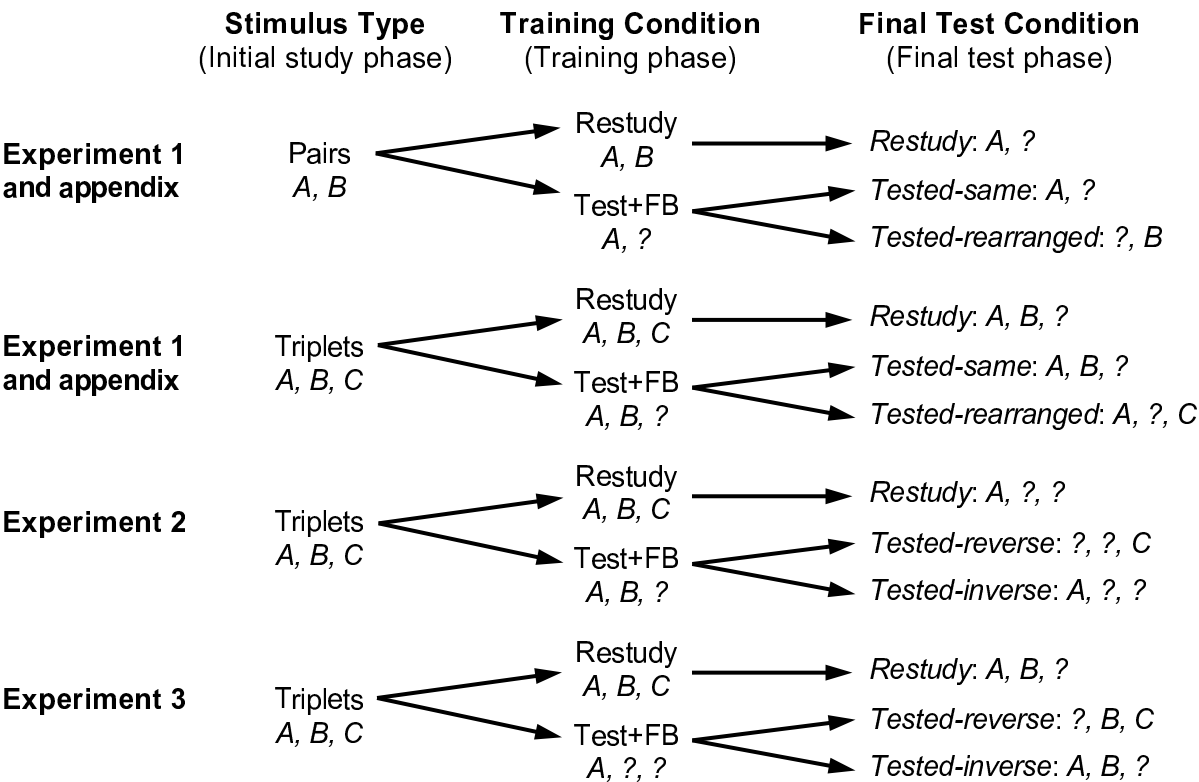 Stimulus Type Training Condition Final Test Condition
(Initial study phase) (Training phase) (Final test phase)
Experiment 1
and appendix
Pairs
A, B
Restudy
A, B
Test+FB
A, ?
Restudy: A, ?
Tested-same: A, ?
Tested-rearranged: ?, B
Experiment 1
and appendix
Triplets
A, B, C
Restudy
A, B, C
Test+FB
A, B, ?
Restudy: A, B, ?
Tested-same: A, B, ?
Tested-rearranged: A, ?, C
Experiment 2
Triplets
A, B, C
Restudy
A, B, C
Test+FB
A, B, ?
Restudy: A, ?, ?
Tested-reverse: ?, ?, C
Tested-inverse: A, ?, ?
Experiment 3
Triplets
A, B, C
Restudy
A, B, C
Test+FB
A, ?, ?
Restudy: A, B, ?
Tested-reverse: ?, B, C
Tested-inverse: A, B, ?